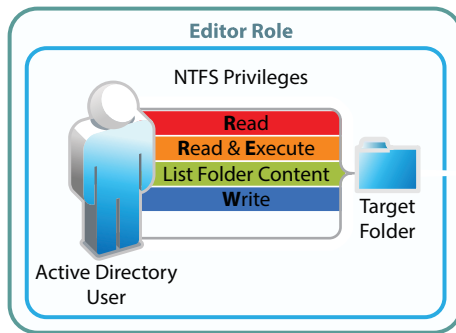 Editor Role
NTFS Privileges
Read
Read & Execute
List Folder Content
Write
Target
Folder
Active Directory
User